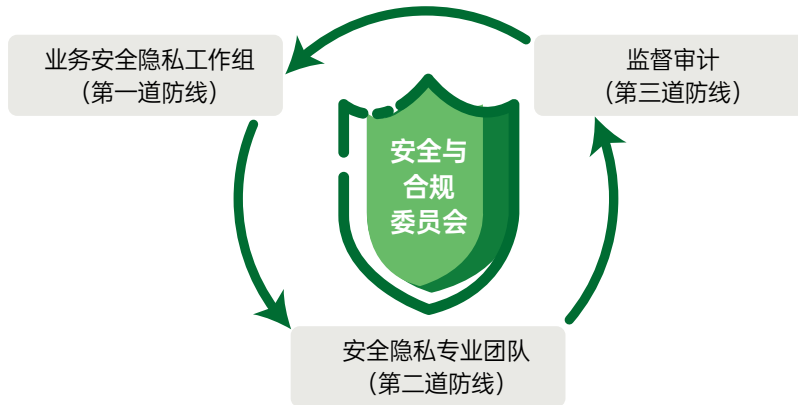 业务安全隐私工作组
（第一道防线）
监督审计
（第三道防线）
安全与
合规
委员会
安全隐私专业团队
（第二道防线）